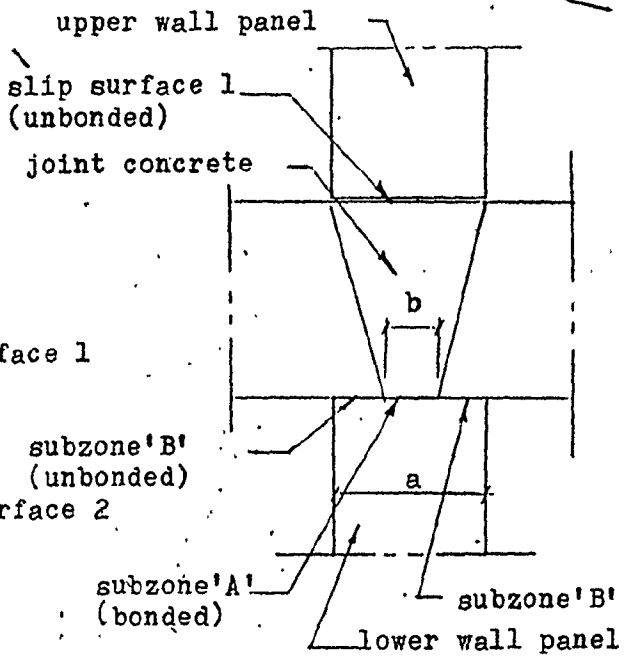 upper wall panel
slip surface 1
(unbonded)
joint concrete
b
face 1
subzone'B'
(unbonded)
a
rface 2
subzone'A'
(bonded)
subzone'B'
lower wall panel